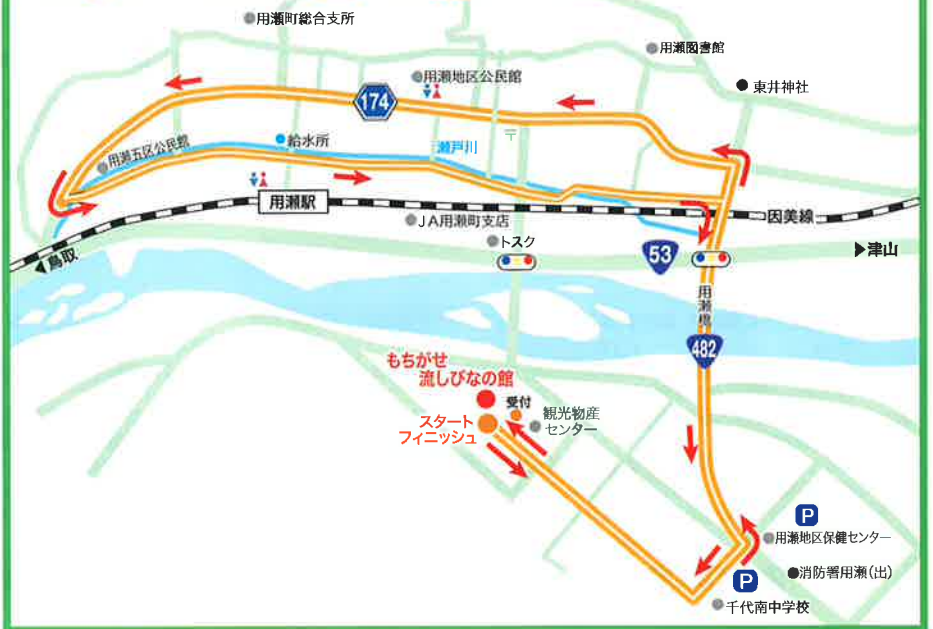 用瀬町総合支所
用瀬図書館
用瀬地区公民館
東井神社
174
〒
用瀬五区公民館
給水所
瀬戸川
用瀬駅
因美線
JA用瀬町支店
トスク
53
▶津山
◀鳥取
用瀬橋
482
もちがせ
流しびなの館
受付
観光物産
センター
スタート
フィニッシュ
P
用瀬地区保健センター
消防署用瀬(出)
P
千代南中学校